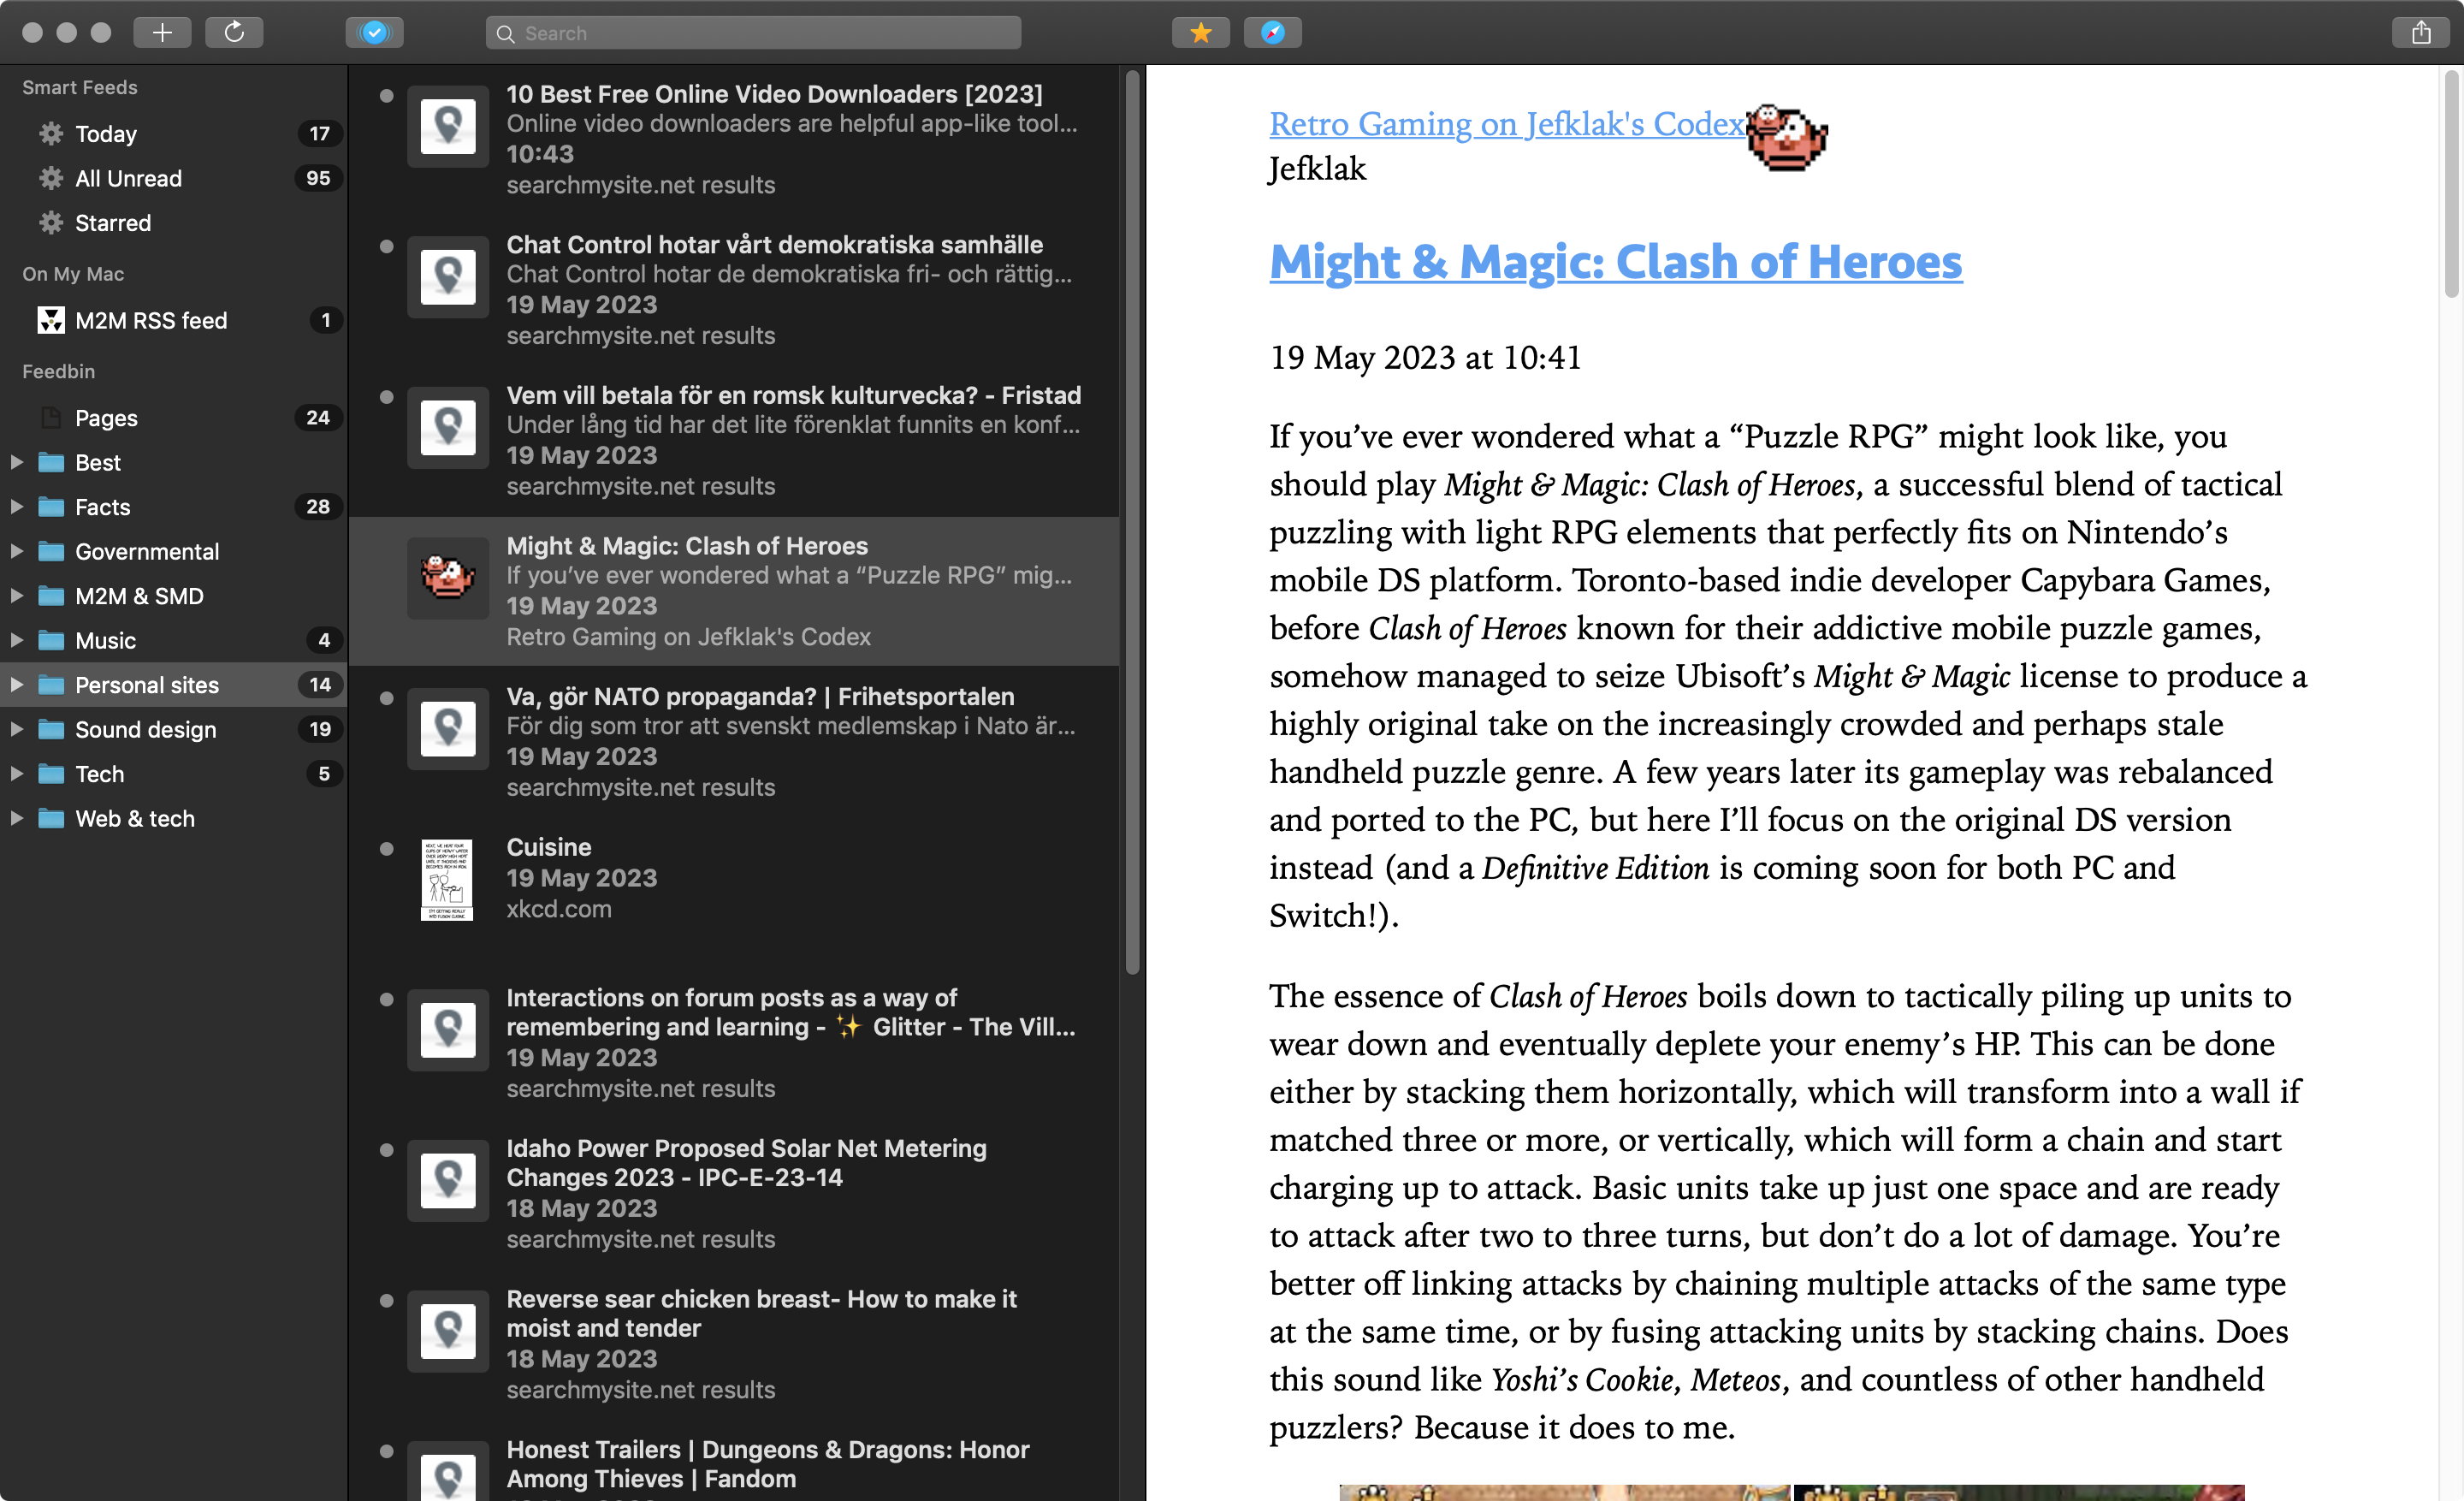 Search
Smart Feeds
Today 17
All Unread 95
Starred
On My Mac
M2M RSS feed 1
Feedbin
Pages 24
Best
Facts 28
Governmental
M2M & SMD
Music 4
Personal sites 14
Sound design 19
Tech 5
Web & tech
10 Best Free Online Video Downloaders [2023]
Online video downloaders are helpful app-like tool...
10:43
searchmysite.net results
Chat Control hotar vårt demokratiska samhälle
Chat Control hotar de demokratiska fri- och rättig...
19 May 2023
searchmysite.net results
Vem vill betala för en romsk kulturvecka? - Fristad
Under lång tid har det lite förenklat funnits en konf...
19 May 2023
searchmysite.net results
Might & Magic: Clash of Heroes
If you’ve ever wondered what a “Puzzle RPG” mig...
19 May 2023
Retro Gaming on Jefklak's Codex
Va, gör NATO propaganda? | Frihetsportalen
För dig som tror att svenskt medlemskap i Nato är...
19 May 2023
searchmysite.net results
Cuisine
19 May 2023
xkcd.com
Interactions on forum posts as a way of
remembering and learning - ✨ Glitter - The Vill...
19 May 2023
searchmysite.net results
Idaho Power Proposed Solar Net Metering
Changes 2023 - IPC-E-23-14
18 May 2023
searchmysite.net results
Reverse sear chicken breast- How to make it
moist and tender
18 May 2023
searchmysite.net results
Honest Trailers | Dungeons & Dragons: Honor
Among Thieves | Fandom
Retro Gaming on Jefklak's Codex
Jefklak
Might & Magic: Clash of Heroes
19 May 2023 at 10:41
If you’ve ever wondered what a “Puzzle RPG” might look like, you
should play Might & Magic: Clash of Heroes, a successful blend of tactical
puzzling with light RPG elements that perfectly fits on Nintendo’s
mobile DS platform. Toronto-based indie developer Capybara Games,
before Clash of Heroes known for their addictive mobile puzzle games,
somehow managed to seize Ubisoft’s Might & Magic license to produce a
highly original take on the increasingly crowded and perhaps stale
handheld puzzle genre. A few years later its gameplay was rebalanced
and ported to the PC, but here I’ll focus on the original DS version
instead (and a Definitive Edition is coming soon for both PC and
Switch!).
The essence of Clash of Heroes boils down to tactically piling up units to
wear down and eventually deplete your enemy’s HP. This can be done
either by stacking them horizontally, which will transform into a wall if
matched three or more, or vertically, which will form a chain and start
charging up to attack. Basic units take up just one space and are ready
to attack after two to three turns, but don’t do a lot of damage. You’re
better off linking attacks by chaining multiple attacks of the same type
at the same time, or by fusing attacking units by stacking chains. Does
this sound like Yoshi’s Cookie, Meteos, and countless of other handheld
puzzlers? Because it does to me.